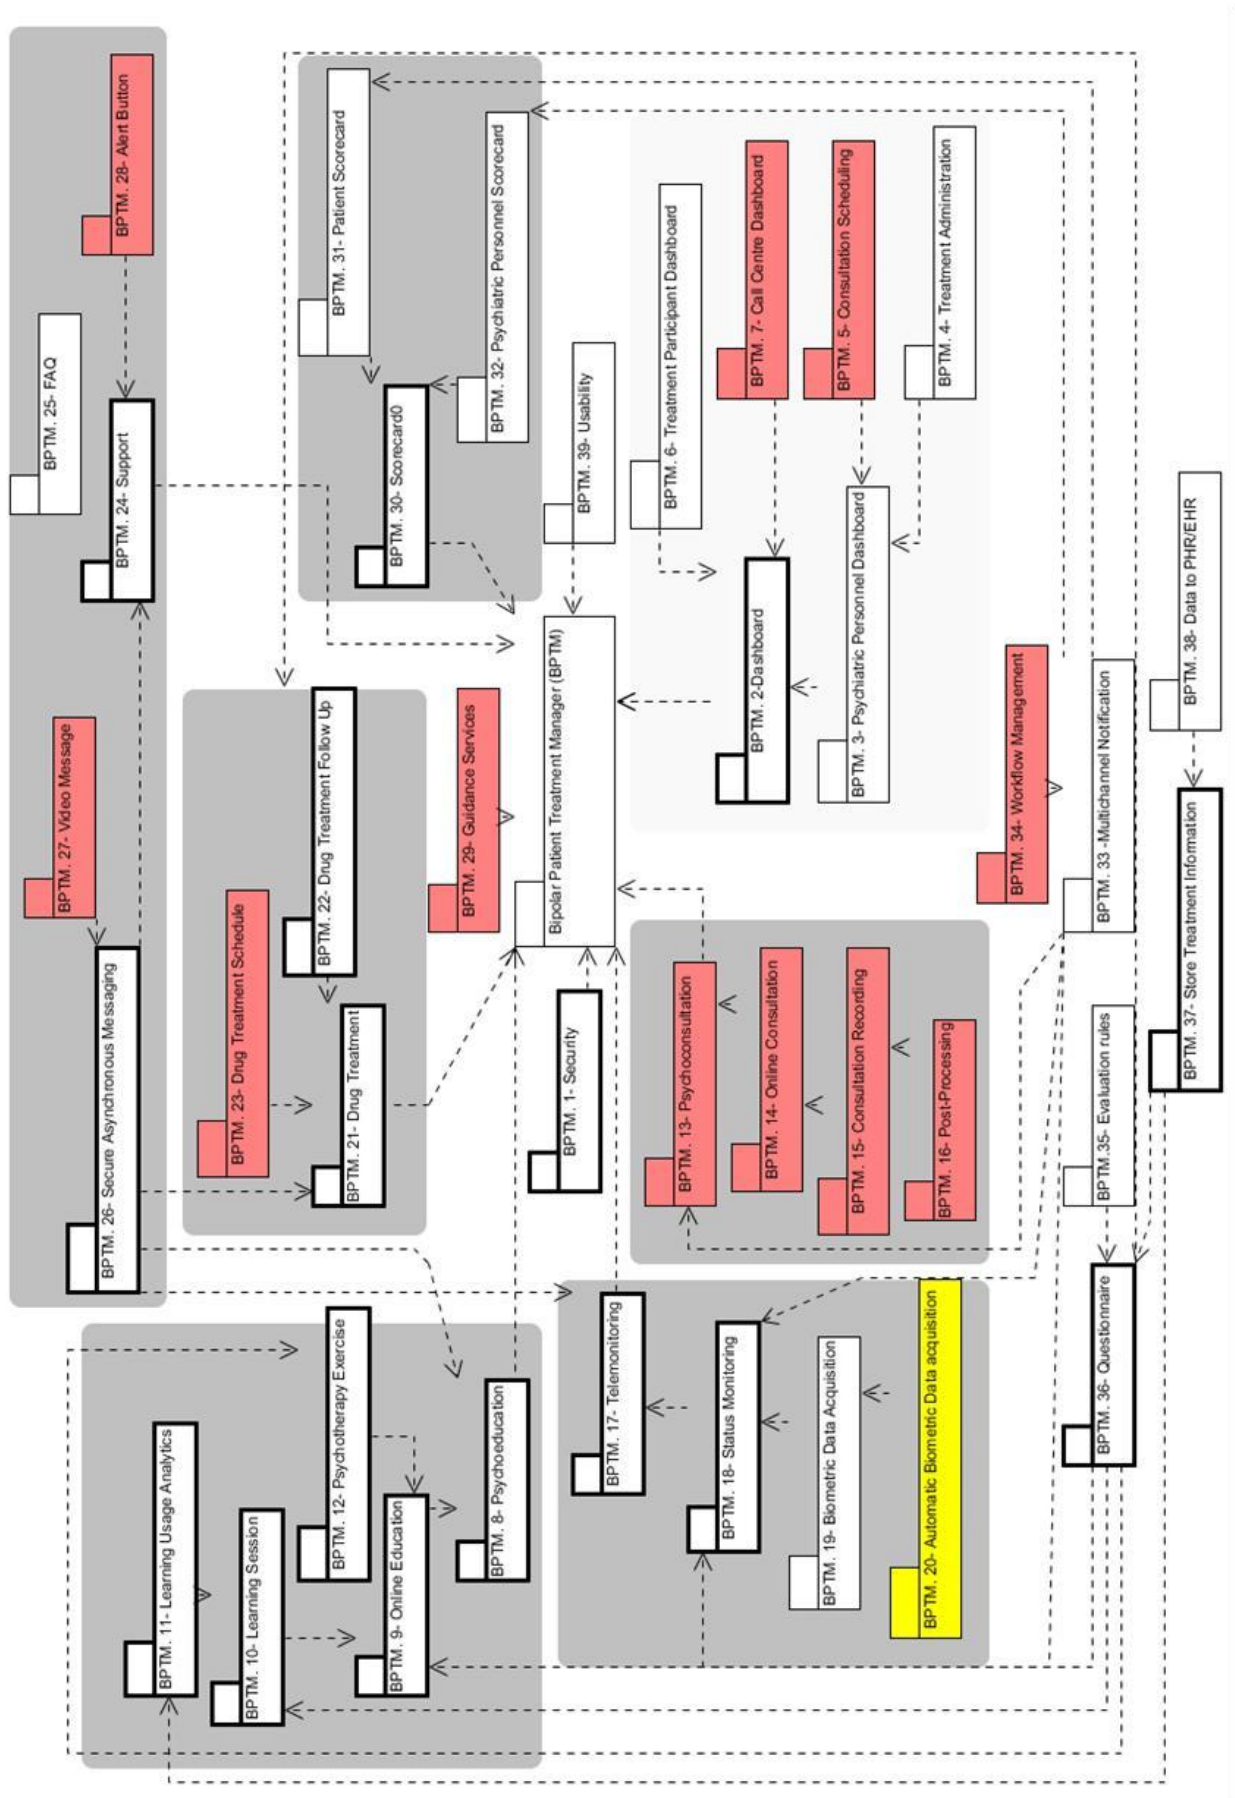 BPTM. 11- Learning Usage Analytics
BPTM. 10- Learning Session
BPTM. 12- Psychotherapy Exercise
BPTM. 9- Online Education
BPTM. 8- Psychoeducation
BPTM. 17- Telemonitoring
BPTM. 18- Status Monitoring
BPTM. 19- Biometric Data Acquisition
BPTM. 20- Automatic Biometric Data acquisition
BPTM. 36- Questionnaire
BPTM. 26- Secure Asynchronous Messaging
BPTM. 27- Video Message
BPTM. 23- Drug Treatment Schedule
BPTM. 22- Drug Treatment Follow Up
BPTM. 21- Drug Treatment
BPTM. 29- Guidance Services
BPTM. 1- Security
Bipolar Patient Treatment Manager (BPTM)
BPTM. 13- Psychoconsultation
BPTM. 14- Online Consultation
BPTM. 15- Consultation Recording
BPTM. 16- Post-Processing
BPTM. 34- Workflow Management
BPTM. 33 -Multichannel Notification
BPTM.35- Evaluation rules
BPTM. 37- Store Treatment Information
BPTM. 38- Data to PHR/EHR
BPTM. 25- FAQ
BPTM. 24- Support
BPTM. 28- Alert Button
BPTM. 31- Patient Scorecard
BPTM. 30- Scorecard0
BPTM. 32- Psychiatric Personnel Scorecard
BPTM. 39- Usability
BPTM. 6- Treatment Participant Dashboard
BPTM. 7- Call Centre Dashboard
BPTM. 2-Dashboard
BPTM. 5- Consultation Scheduling
BPTM. 3- Psychiatric Personnel Dashboard
BPTM. 4- Treatment Administration